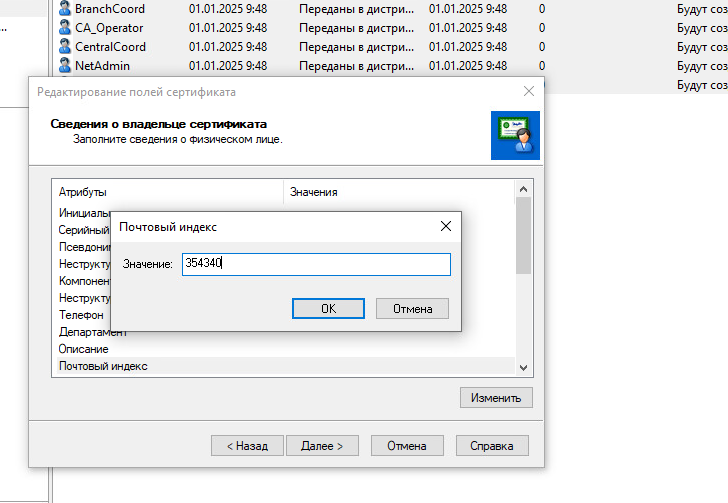 BranchCoord 01.01.2025 9:48 Переданы в дистри... 01.01.2025 9:48 0 Будут соз
CA_Operator 01.01.2025 9:48 Переданы в дистри... 01.01.2025 9:48 0 Будут соз
CentralCoord 01.01.2025 9:48 Переданы в дистри... 01.01.2025 9:48 0 Будут соз
NetAdmin 01.01.2025 9:48 Переданы в дистри... 01.01.2025 9:48 0 Будут соз
Будут соз
Редактирование полей сертификата
Сведения о владельце сертификата
Заполните сведения о физическом лице.
Атрибуты Значения
Инициалы
Серийный
Псевдоним
Неструкту
Компонен
Неструкту
Телефон
Департамент
Описание
Почтовый индекс
Почтовый индекс
Значение: 354340
OK Отмена
Изменить
< Назад Далее > Отмена Справка